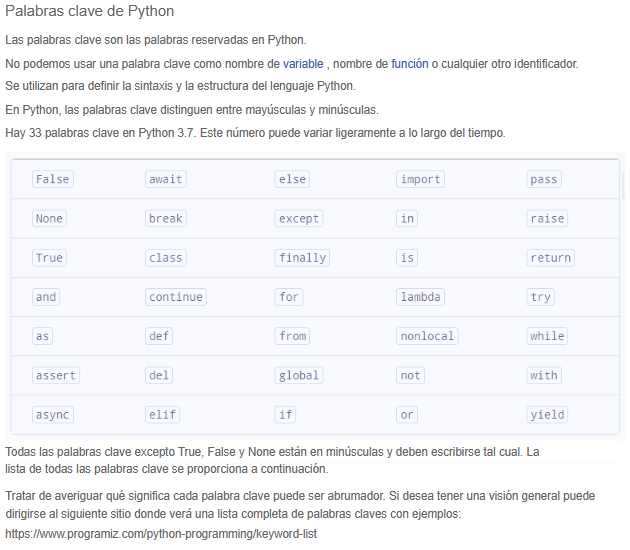 Palabras clave de Python
Las palabras clave son las palabras reservadas en Python.
No podemos usar una palabra clave como nombre de variable , nombre de función o cualquier otro identificador.
Se utilizan para definir la sintaxis y la estructura del lenguaje Python.
En Python, las palabras clave distinguen entre mayúsculas y minúsculas.
Hay 33 palabras clave en Python 3.7. Este número puede variar ligeramente a lo largo del tiempo.
False await else import pass
None break except in raise
True class finally is return
and continue for lambda try
as def from nonlocal while
assert del global not with
async elif if or yield
Todas las palabras clave excepto True, False y None están en minúsculas y deben escribirse tal cual. La
lista de todas las palabras clave se proporciona a continuación.
Tratar de averiguar qué significa cada palabra clave puede ser abrumador. Si desea tener una visión general puede
dirigirse al siguiente sitio donde verá una lista completa de palabras claves con ejemplos:
https://www.programiz.com/python-programming/keyword-list